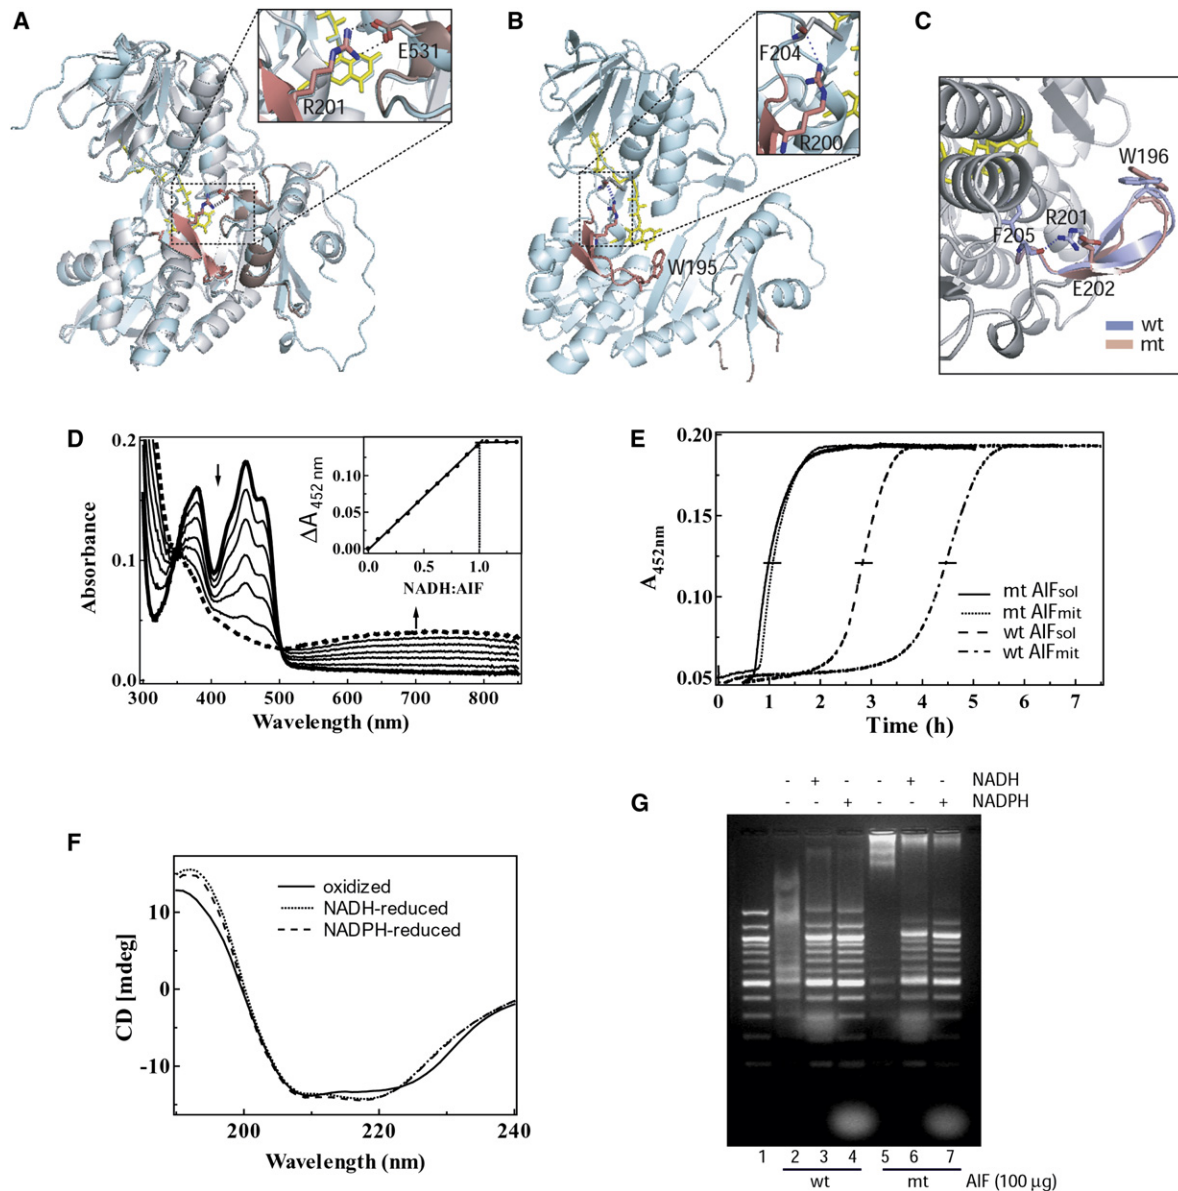 A
E531
R201
B
F204
R200
W195
C
W196
R201
F205
E202
wt
mt
D
0.2
0.1
0.0
Absorbance
300 400 500 600 700 800
Wavelength (nm)
ΔA452 nm
0.15
0.10
0.05
0.00
0.0 0.5 1.0
NADH:AIF
E
0.20
0.15
0.10
0.05
A452nm
mt AIFsol
mt AIFmit
wt AIFsol
wt AIFmit
0 1 2 3 4 5 6 7
Time (h)
F
CD [mdeg]
10
0
-10
oxidized
NADH-reduced
NADPH-reduced
200 220 240
Wavelength (nm)
G
- + - - + - NADH
- - + - - + NADPH
1 2 3 4 5 6 7
wt mt AIF (100 µg)